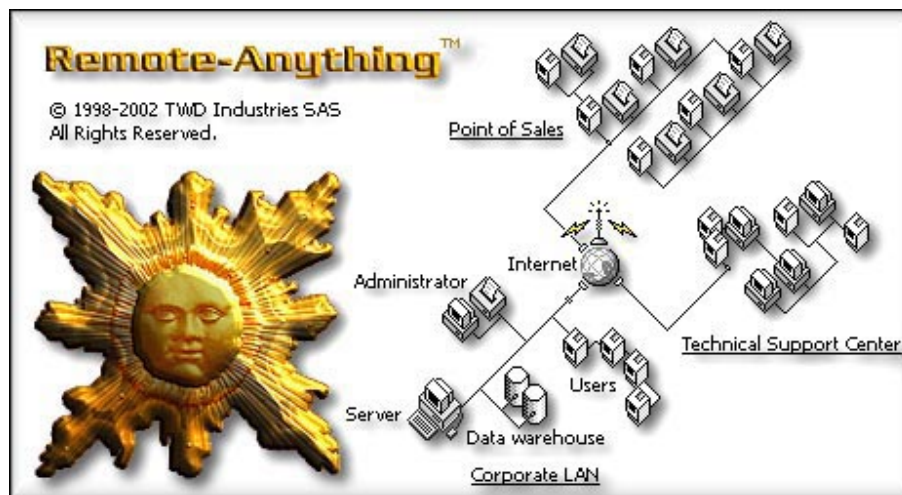 Remote-Anything™
© 1998-2002 TWD Industries SAS
All Rights Reserved.
Point of Sales
Internet
Administrator
Technical Support Center
Users
Server
Data warehouse
Corporate LAN